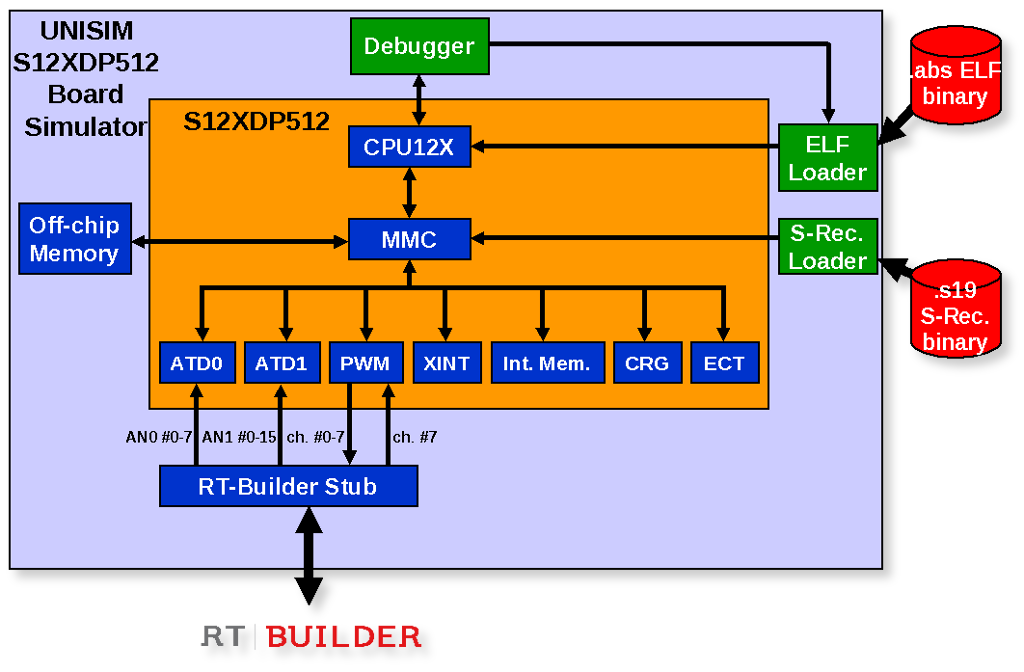 UNISIM
S12XDP512
Board
Simulator
Debugger
.abs ELF
binary
S12XDP512
CPU12X
ELF
Loader
Off-chip
Memory
MMC
S-Rec.
Loader
.s19
S-Rec.
binary
ATD0
ATD1
PWM
XINT
Int. Mem.
CRG
ECT
AN0 #0-7
AN1 #0-15
ch. #0-7
ch. #7
RT-Builder Stub
RT BUILDER